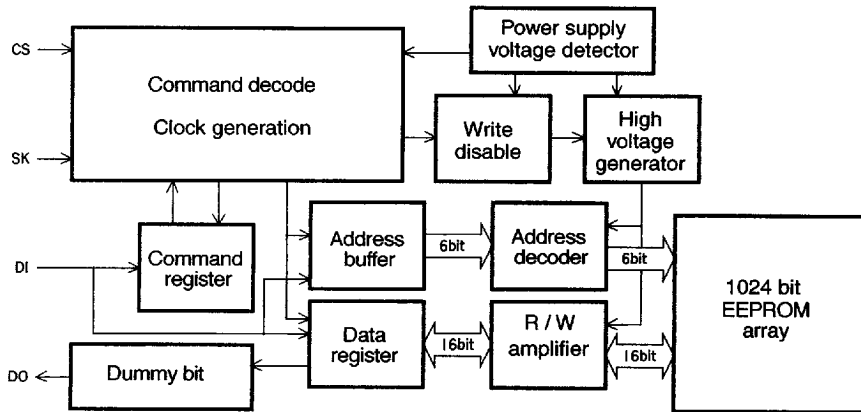 Power supply
voltage detector
CS
Command decode
Clock generation
Write
disable
High
voltage
generator
SK
DI
Command
register
Address
buffer
6bit
Address
decoder
6bit
1024 bit
EEPROM
array
Data
register
16bit
R / W
amplifier
16bit
DO
Dummy bit